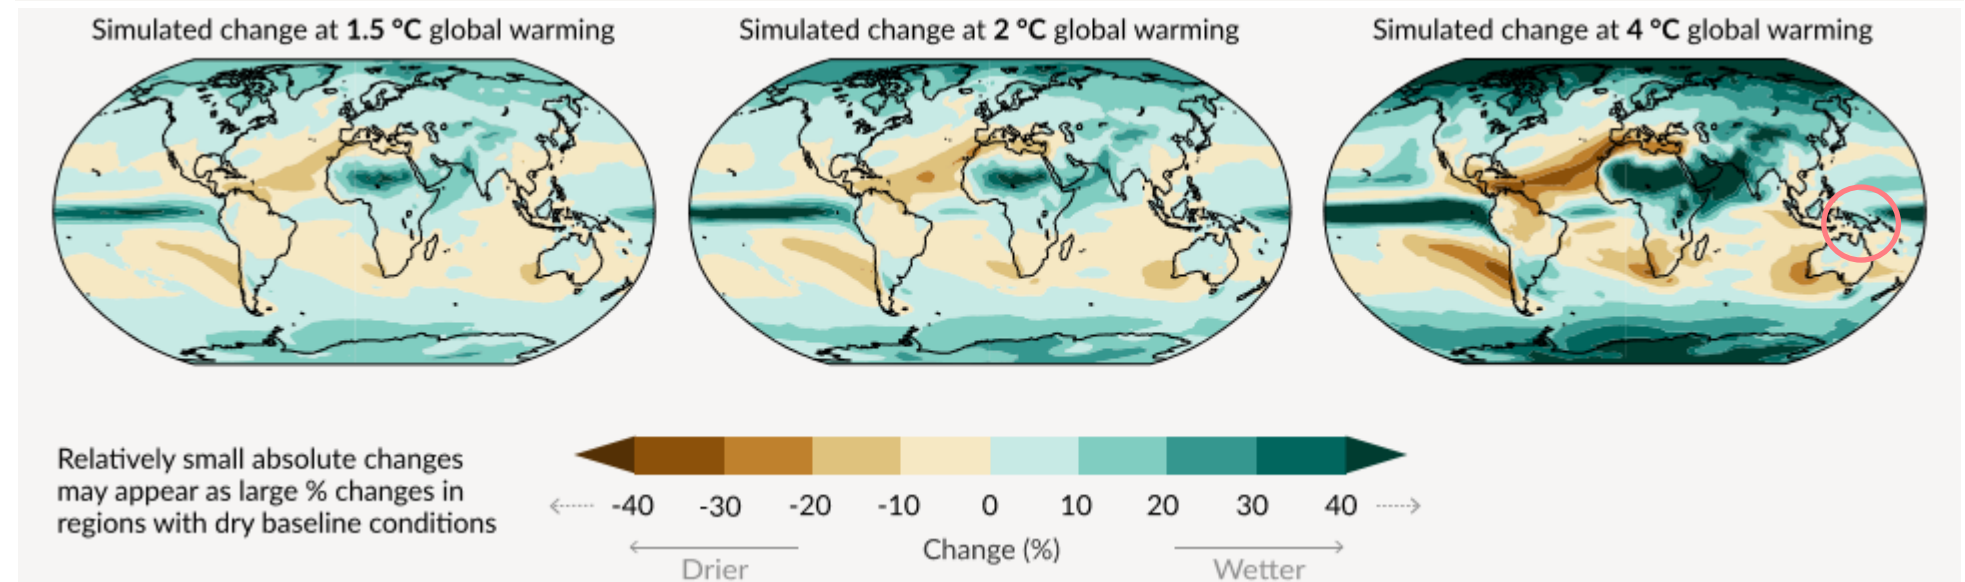 Simulated change at 1.5 °C global warming
Simulated change at 2 °C global warming
Simulated change at 4 °C global warming
Relatively small absolute changes
may appear as large % changes in
regions with dry baseline conditions
-40 -30 -20 -10 0 10 20 30 40
Change (%)
Drier
Wetter